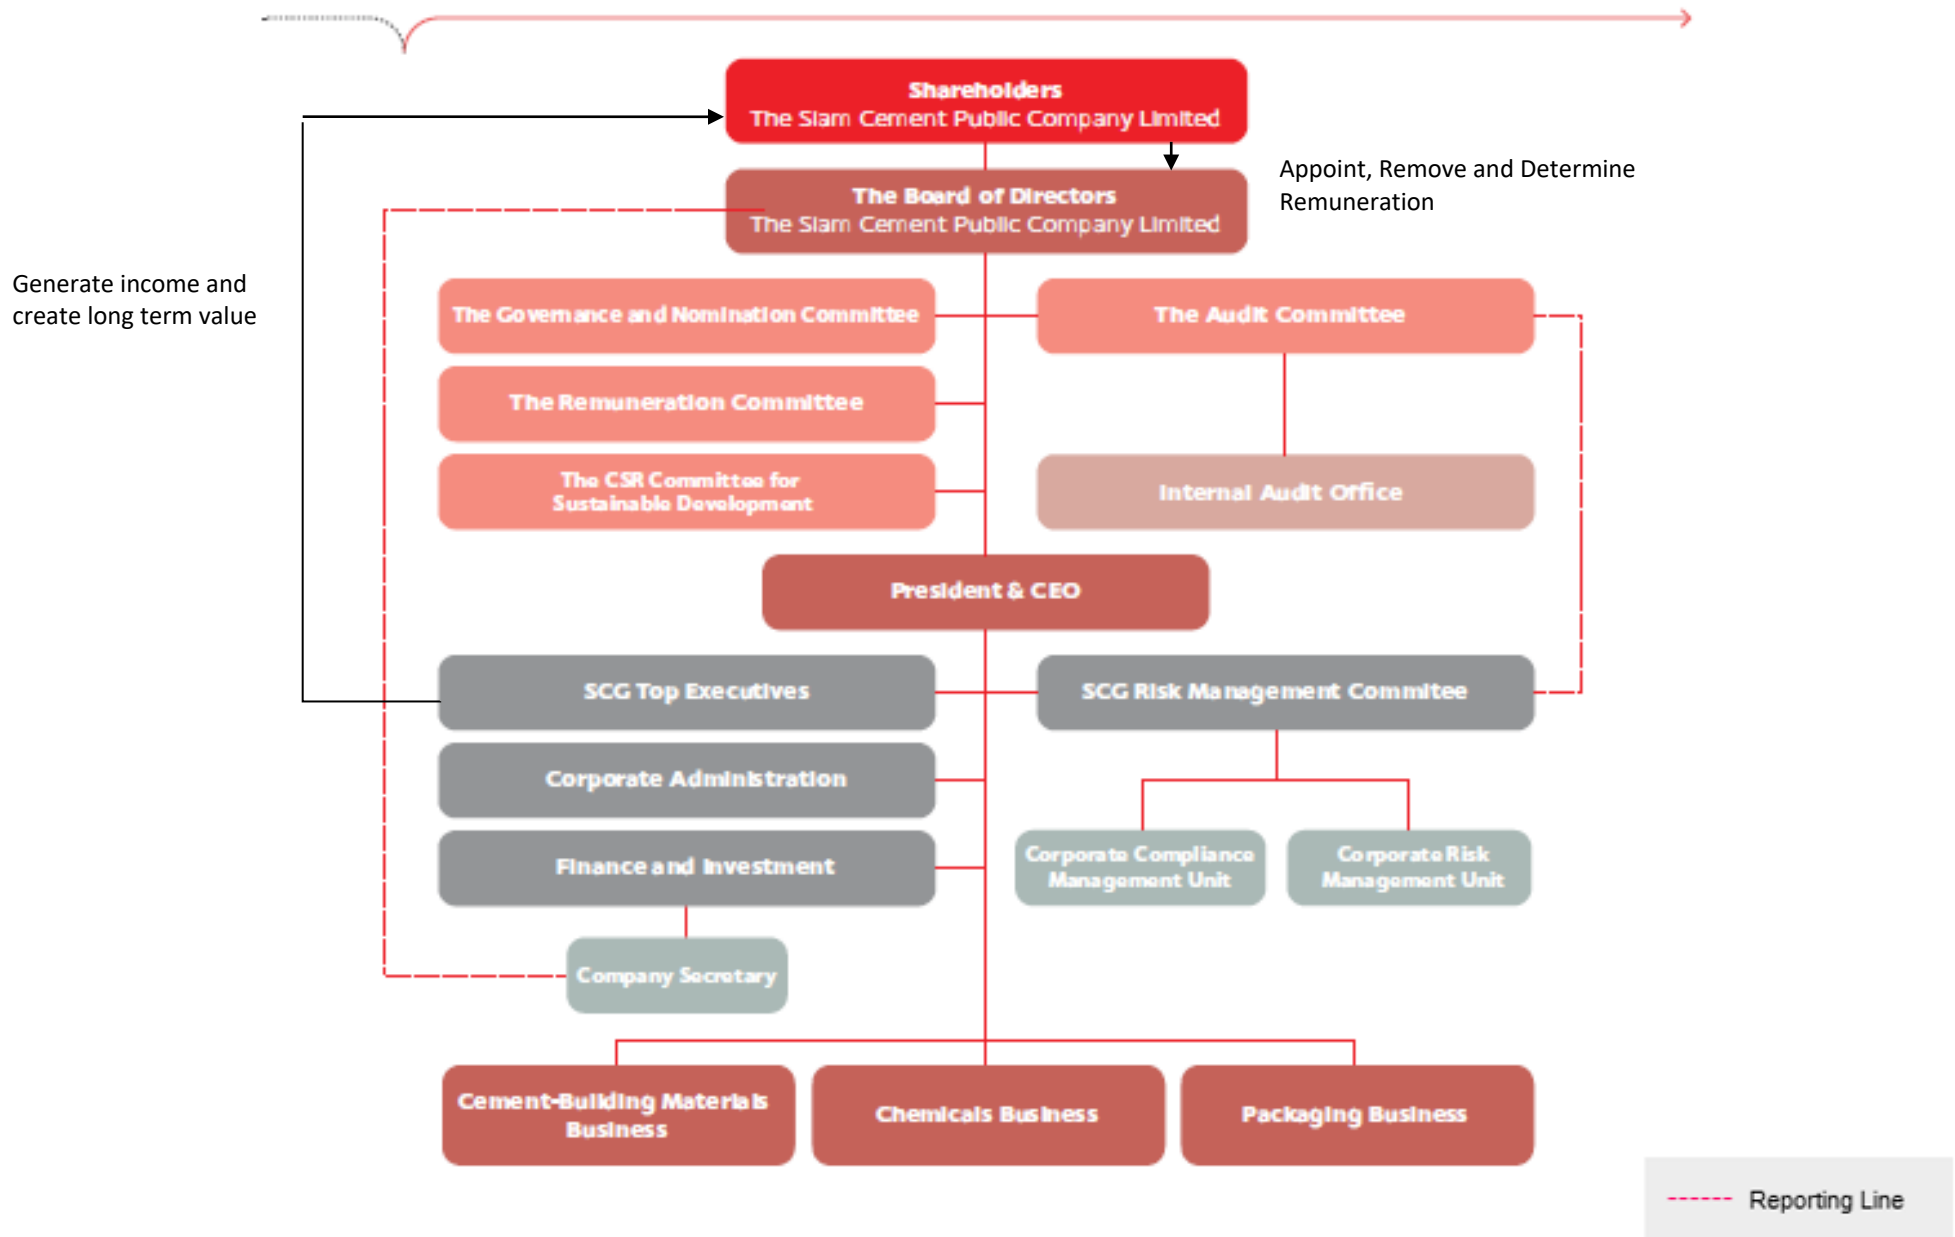 Shareholders
The Siam Cement Public Company Limited
Appoint, Remove and Determine
Remuneration
The Board of Directors
The Siam Cement Public Company Limited
Generate income and
create long term value
The Governance and Nomination Committee
The Audit Committee
The Remuneration Committee
The CSR Committee for
Sustainable Development
Internal Audit Office
President & CEO
SCG Top Executives
SCG Risk Management Commitee
Corporate Administration
Finance and Investment
Corporate Compliance
Management Unit
Corporate Risk
Management Unit
Company Secretary
Cement-Building Materials
Business
Chemicals Business
Packaging Business
Reporting Line